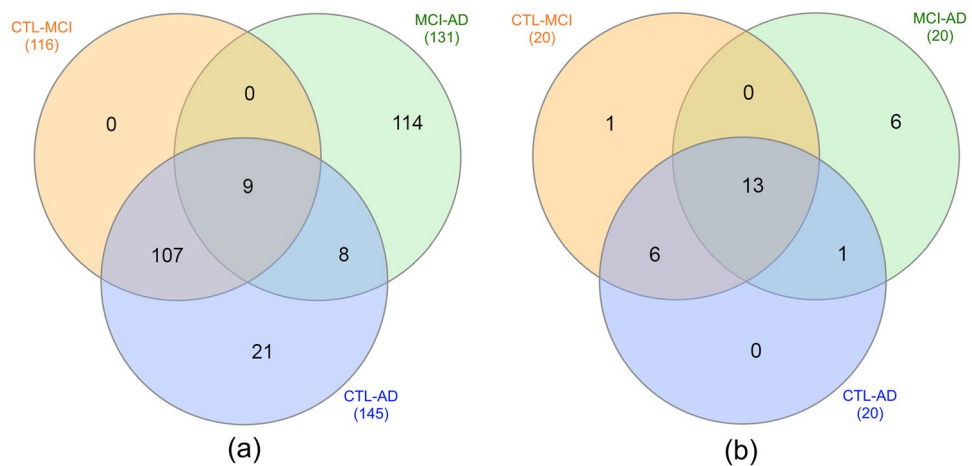 CTL-MCI
(116)
MCI-AD
(131)
0
0
114
9
107
8
21
CTL-AD
(145)
(a)
CTL-MCI
(20)
MCI-AD
(20)
1
0
6
13
6
1
0
CTL-AD
(20)
(b)